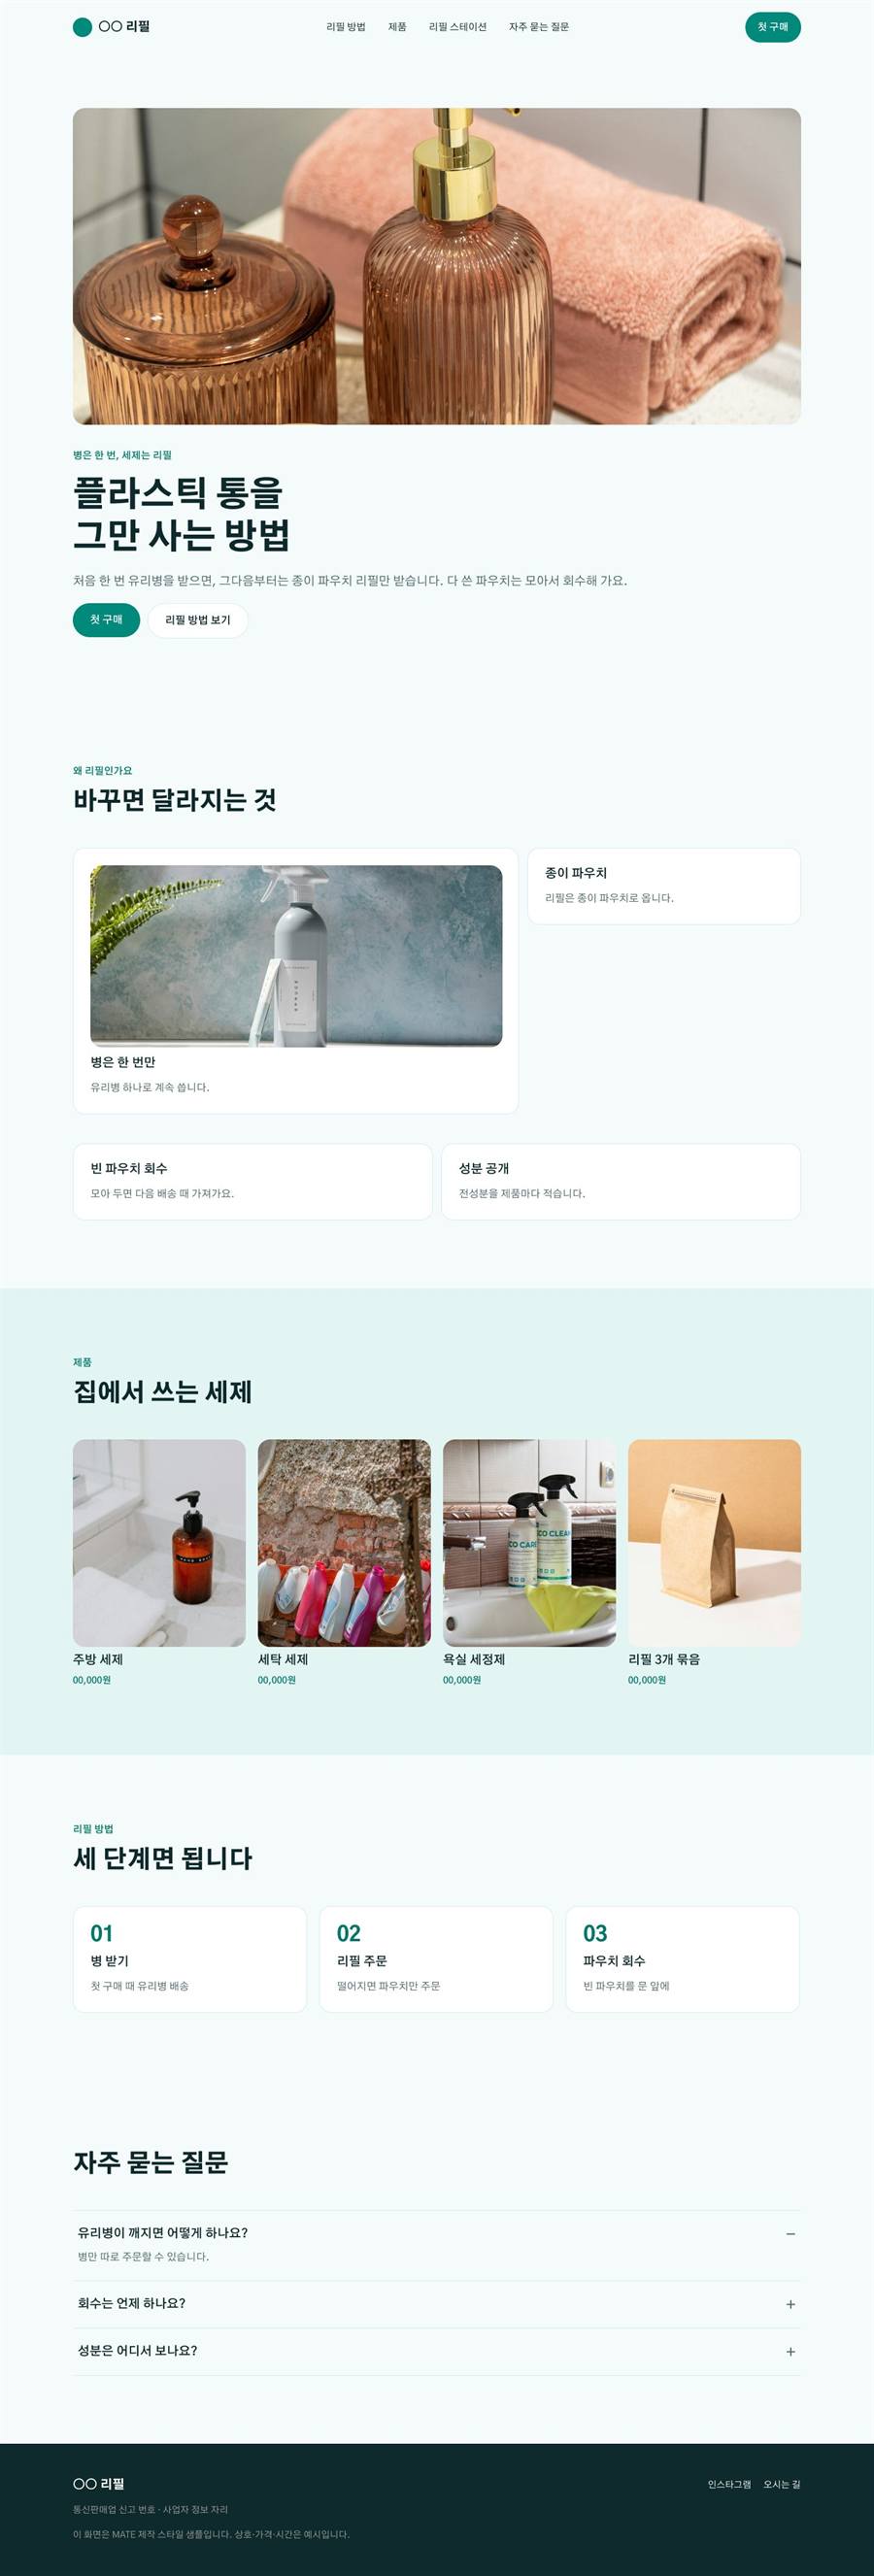 ○○ 리필
리필 방법 제품 리필 스테이션 자주 묻는 질문
첫 구매
병은 한 번, 세제는 리필
플라스틱 통을
그만 사는 방법
처음 한 번 유리병을 받으면, 그다음부터는 종이 파우치 리필만 받습니다. 다 쓴 파우치는 모아서 회수해 가요.
첫 구매 리필 방법 보기
왜 리필인가요
바꾸면 달라지는 것
병은 한 번만
유리병 하나로 계속 씁니다.
종이 파우치
리필은 종이 파우치로 옵니다.
빈 파우치 회수
모아 두면 다음 배송 때 가져가요.
성분 공개
전성분을 제품마다 적습니다.
제품
집에서 쓰는 세제
주방 세제
00,000원
세탁 세제
00,000원
ECO CARE
ECO CLEAN
욕실 세정제
00,000원
리필 3개 묶음
00,000원
리필 방법
세 단계면 됩니다
01
병 받기
첫 구매 때 유리병 배송
02
리필 주문
떨어지면 파우치만 주문
03
파우치 회수
빈 파우치를 문 앞에
자주 묻는 질문
유리병이 깨지면 어떻게 하나요?
병만 따로 주문할 수 있습니다.
회수는 언제 하나요?
성분은 어디서 보나요?
○○ 리필
인스타그램 오시는 길
통신판매업 신고 번호 · 사업자 정보 자리
이 화면은 MATE 제작 스타일 샘플입니다. 상호·가격·시간은 예시입니다.